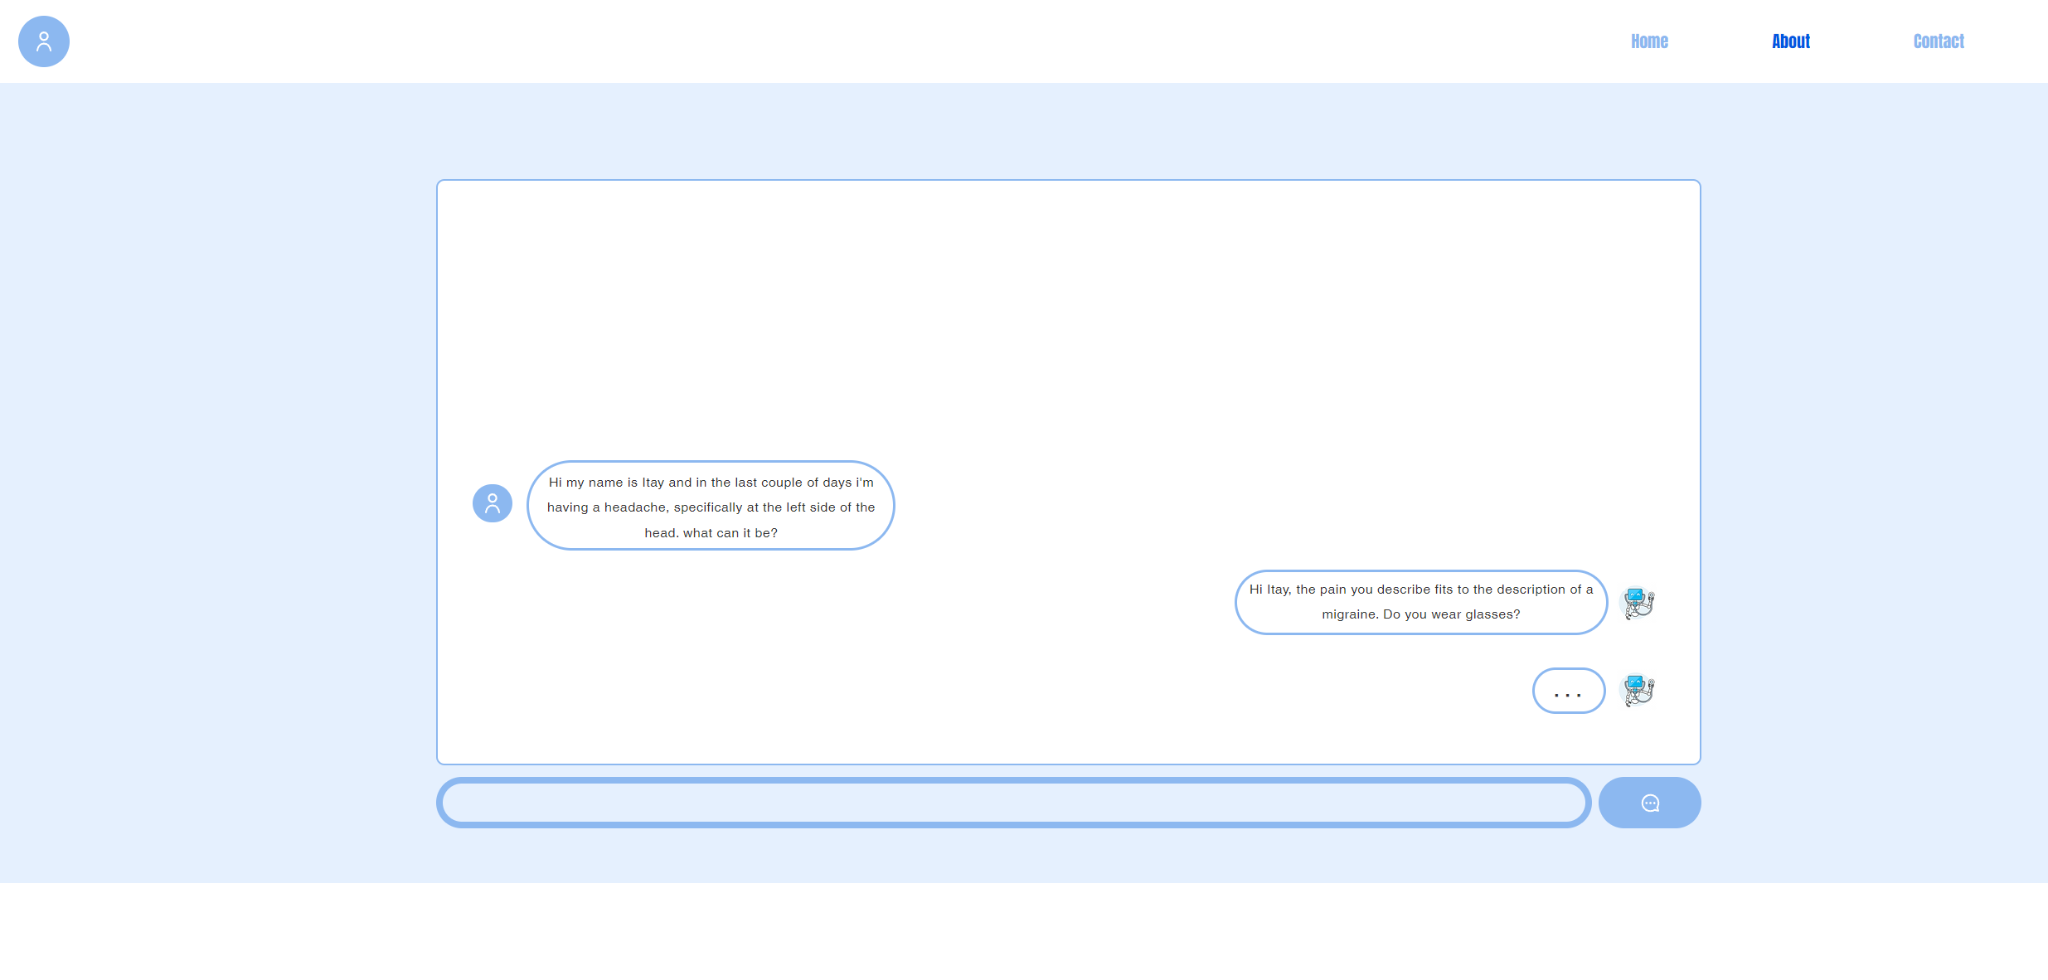 Home About Contact
Hi my name is Itay and in the last couple of days i'm
having a headache, specifically at the left side of the
head. what can it be?
Hi Itay, the pain you describe fits to the description of a
migraine. Do you wear glasses?
...